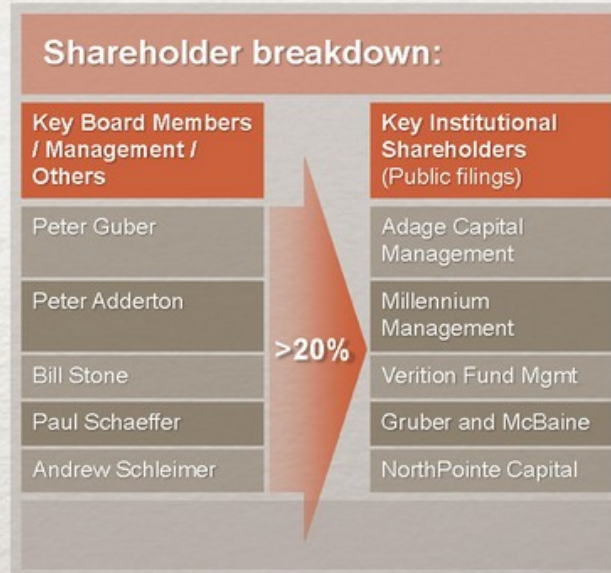 Shareholder breakdown:
Key Board Members
/ Management /
Others
Peter Guber
Peter Adderton
Bill Stone
Paul Schaeffer
Andrew Schleimer
>20%
Key Institutional
Shareholders
(Public filings)
Adage Capital
Management
Millennium
Management
Verition Fund Mgmt
Gruber and McBaine
NorthPointe Capital